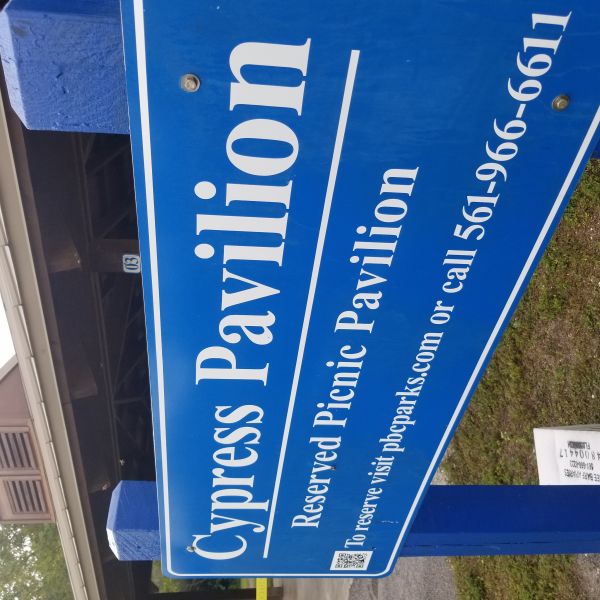 Cypress Pavilion
Reserved Picnic Pavilion
To reserve visit pbcparks.com or call 561-966-6611
03